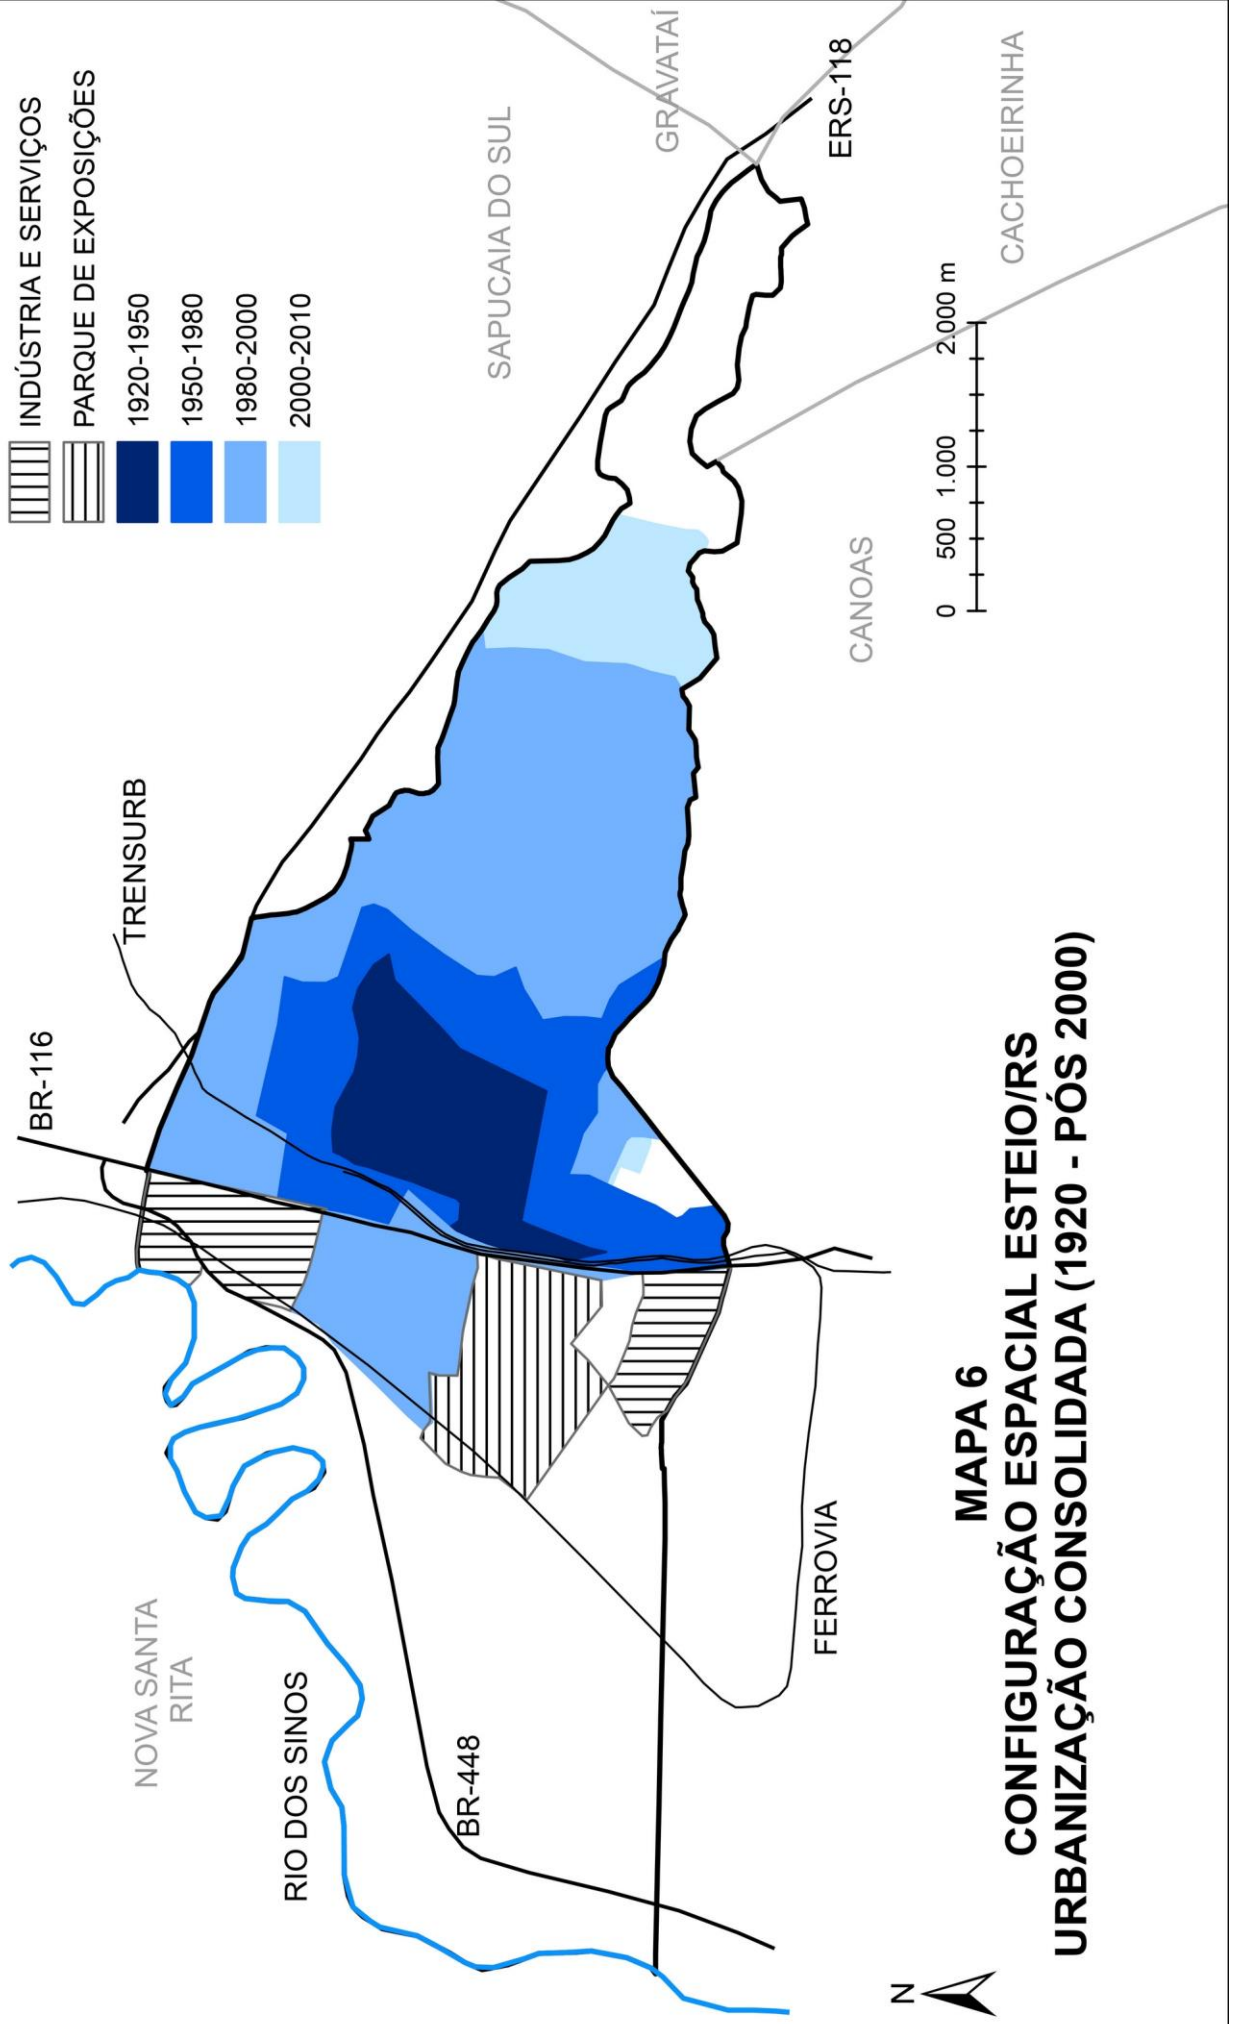 INDÚSTRIA E SERVIÇOS
PARQUE DE EXPOSIÇÕES
1920-1950
1950-1980
1980-2000
2000-2010
BR-116
TRENSURB
NOVA SANTA
RITA
RIO DOS SINOS
SAPUCAIA DO SUL
GRAVATAÍ
ERS-118
BR-448
FERROVIA
CANOAS
CACHOEIRINHA
N
0 500 1.000 2.000 m
MAPA 6
CONFIGURAÇÃO ESPACIAL ESTEIO/RS
URBANIZAÇÃO CONSOLIDADA (1920 - PÓS 2000)